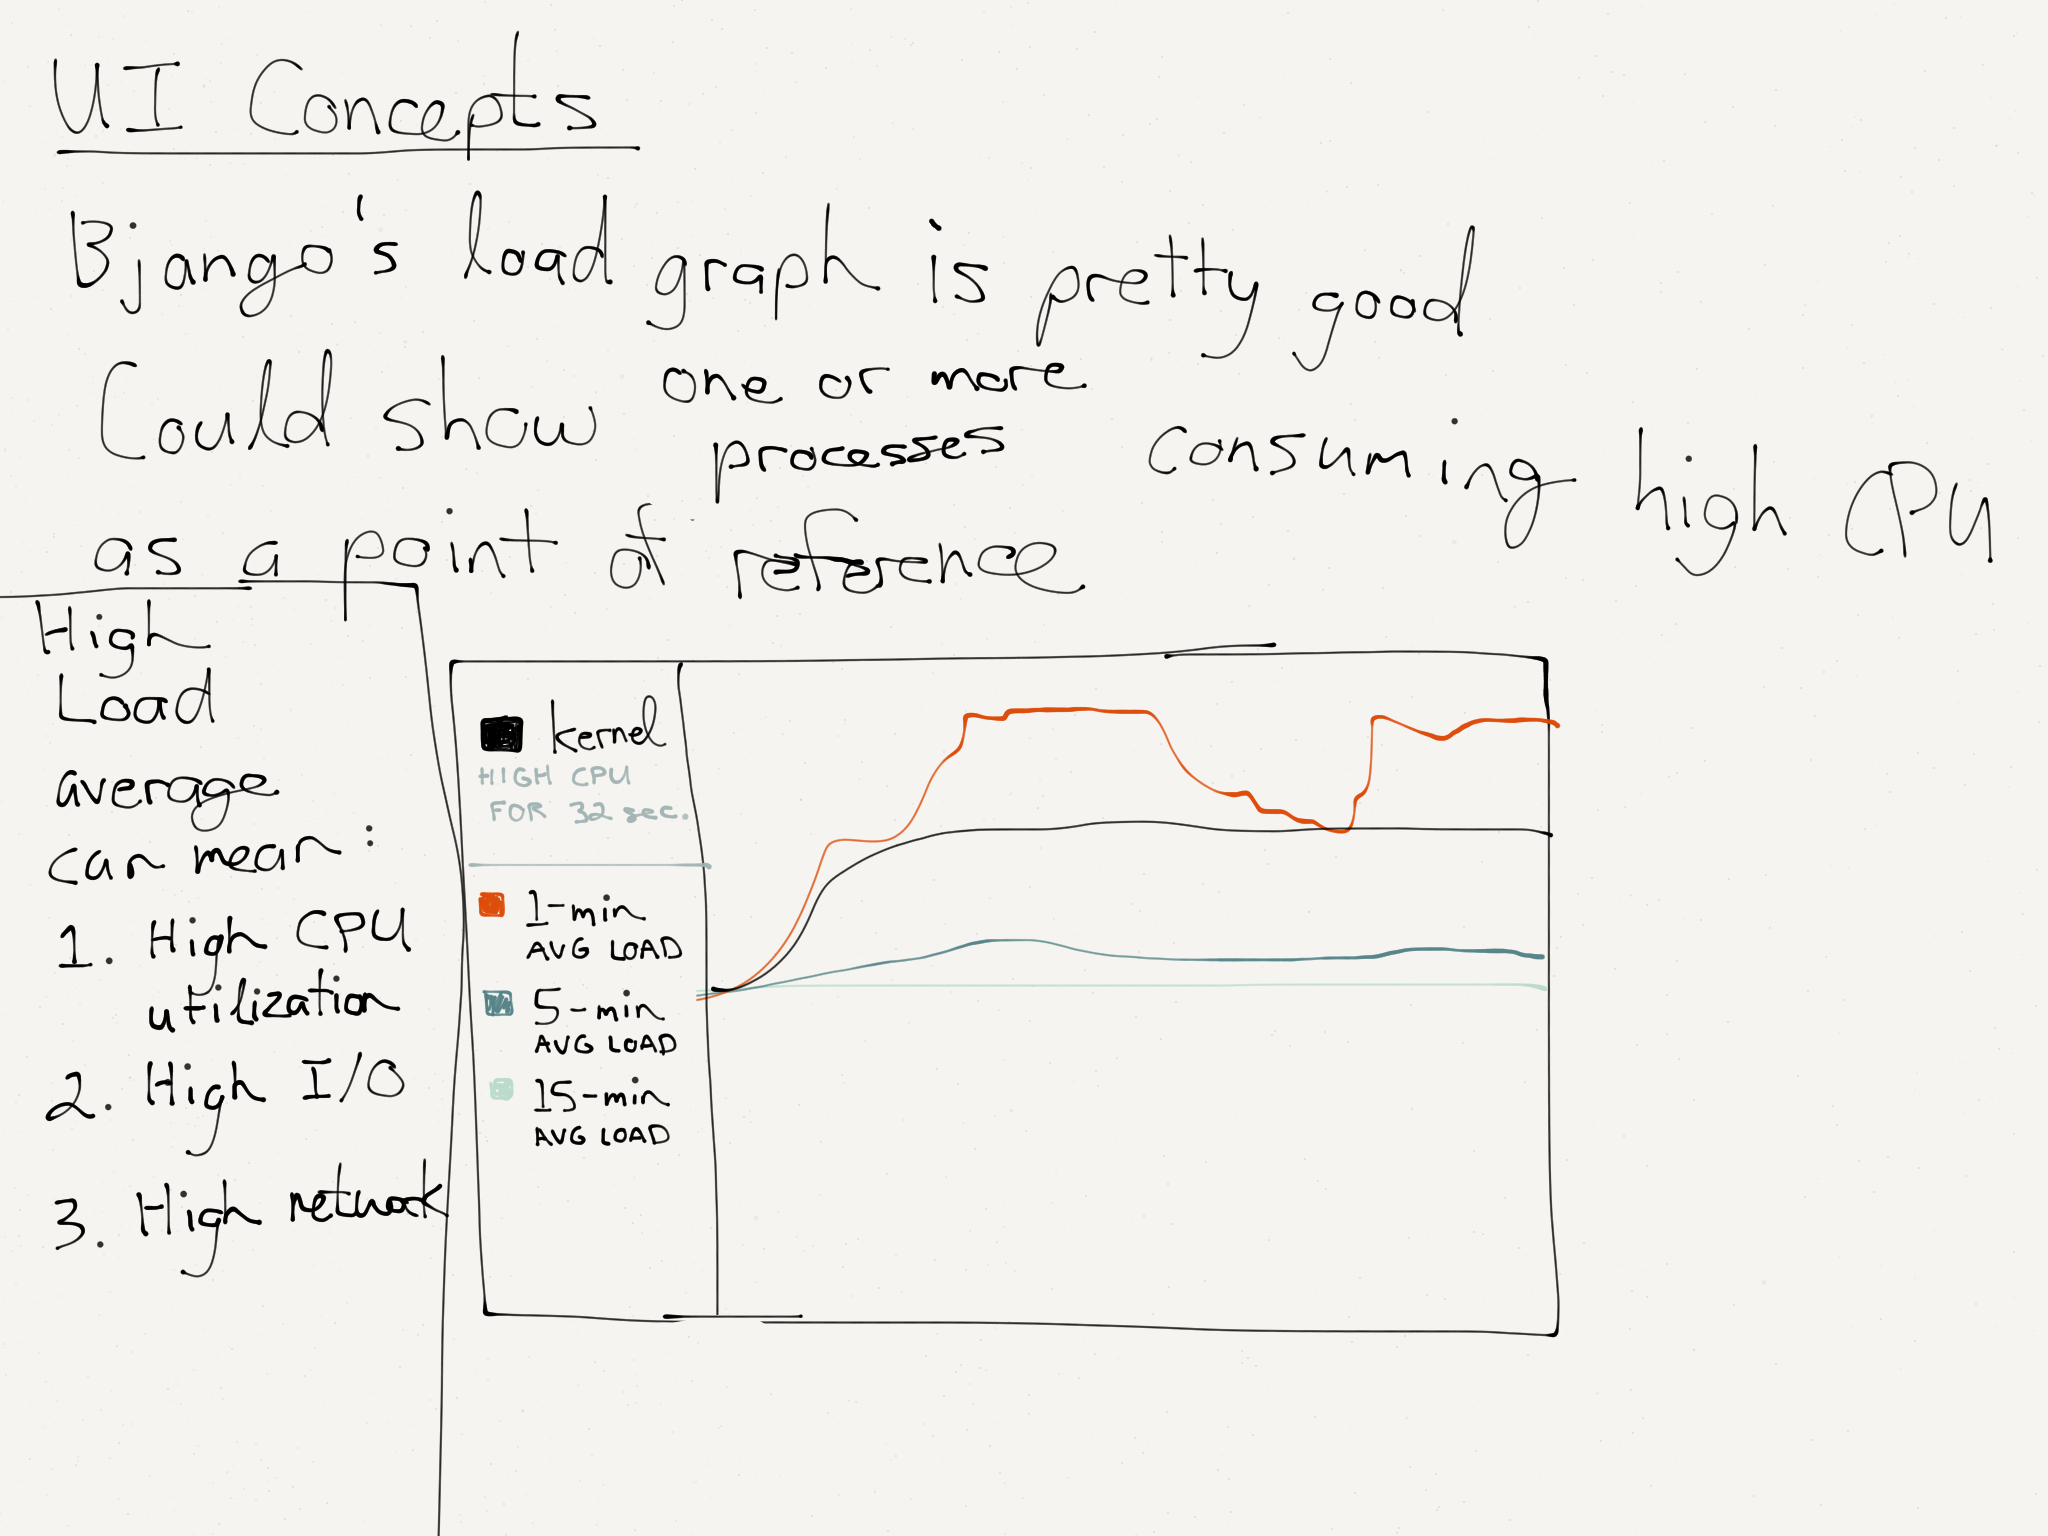 UI Concepts
Bjango's load graph is pretty good
Could show one or more processes consuming high CPU
as a point of reference
High
Load
average
can mean:
1. High CPU
utilization
2. High I/O
3. High network
kernel
HIGH CPU
FOR 32 sec.
1-min
AVG LOAD
5-min
AVG LOAD
15-min
AVG LOAD